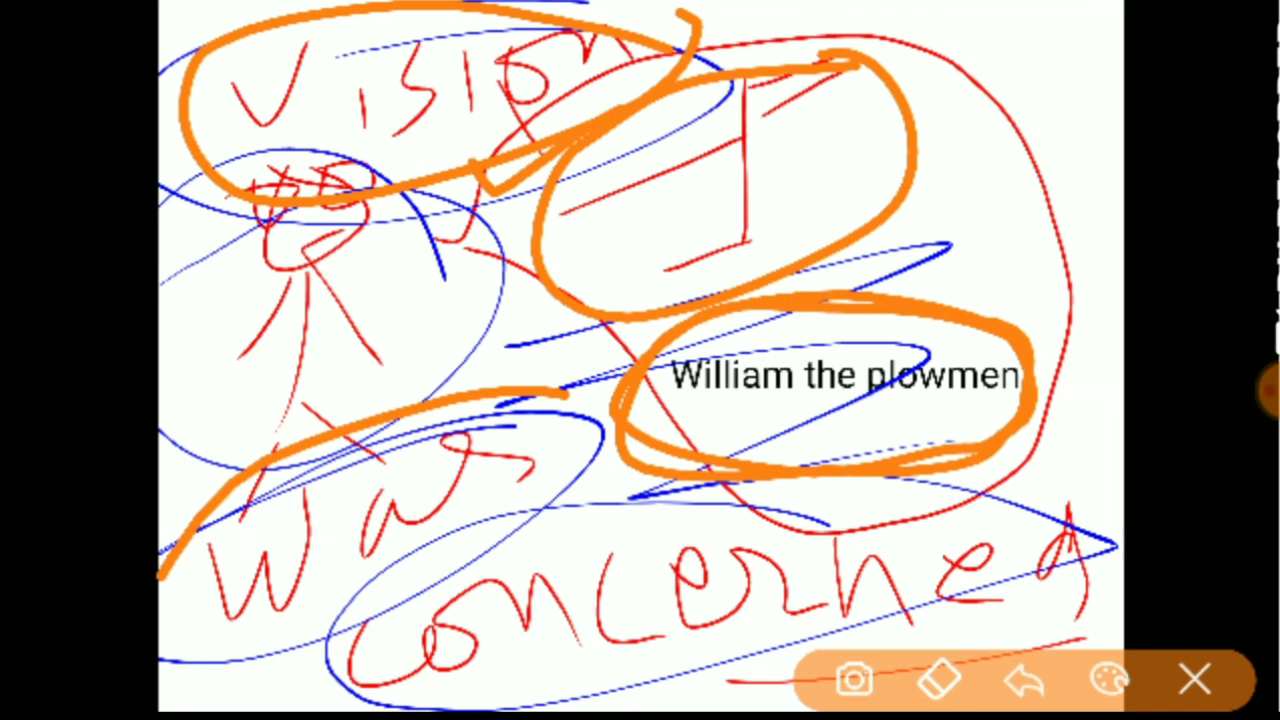 Vision
I
William the plowmen
Was
Concerned